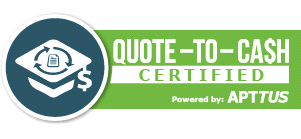 QUOTE–TO–CA$H
CERTIFIED
Powered by: APTTUS
$